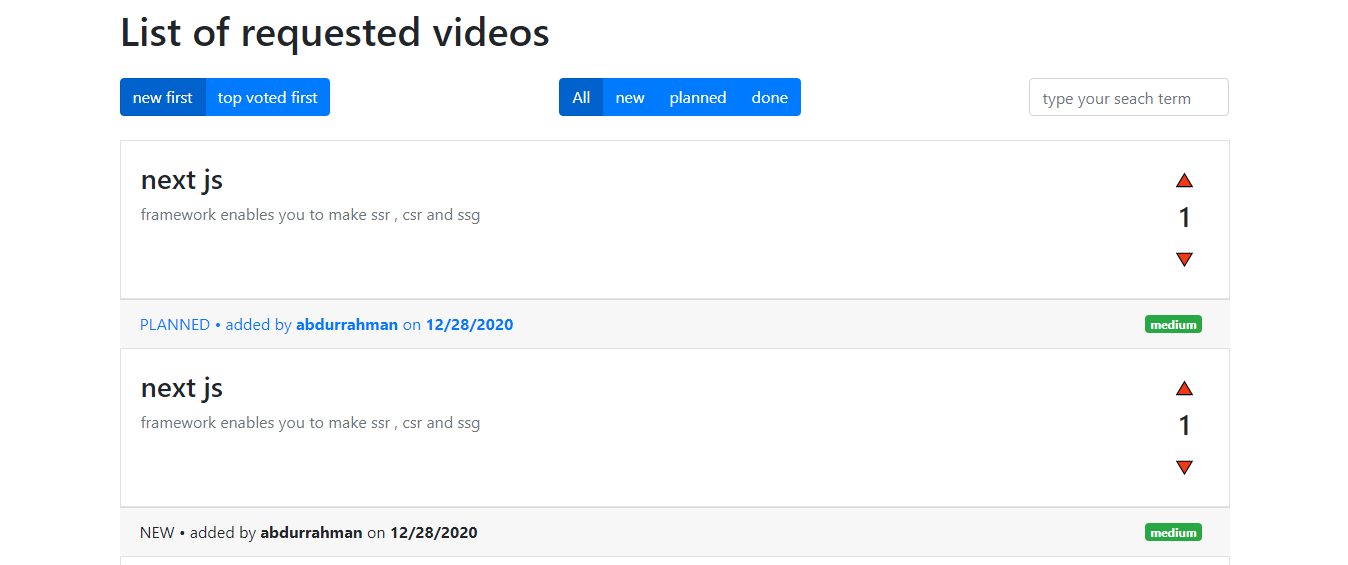 List of requested videos
new first top voted first All new planned done type your seach term
next js
framework enables you to make ssr , csr and ssg
1
PLANNED • added by abdurrahman on 12/28/2020 medium
next js
framework enables you to make ssr , csr and ssg
1
NEW • added by abdurrahman on 12/28/2020 medium